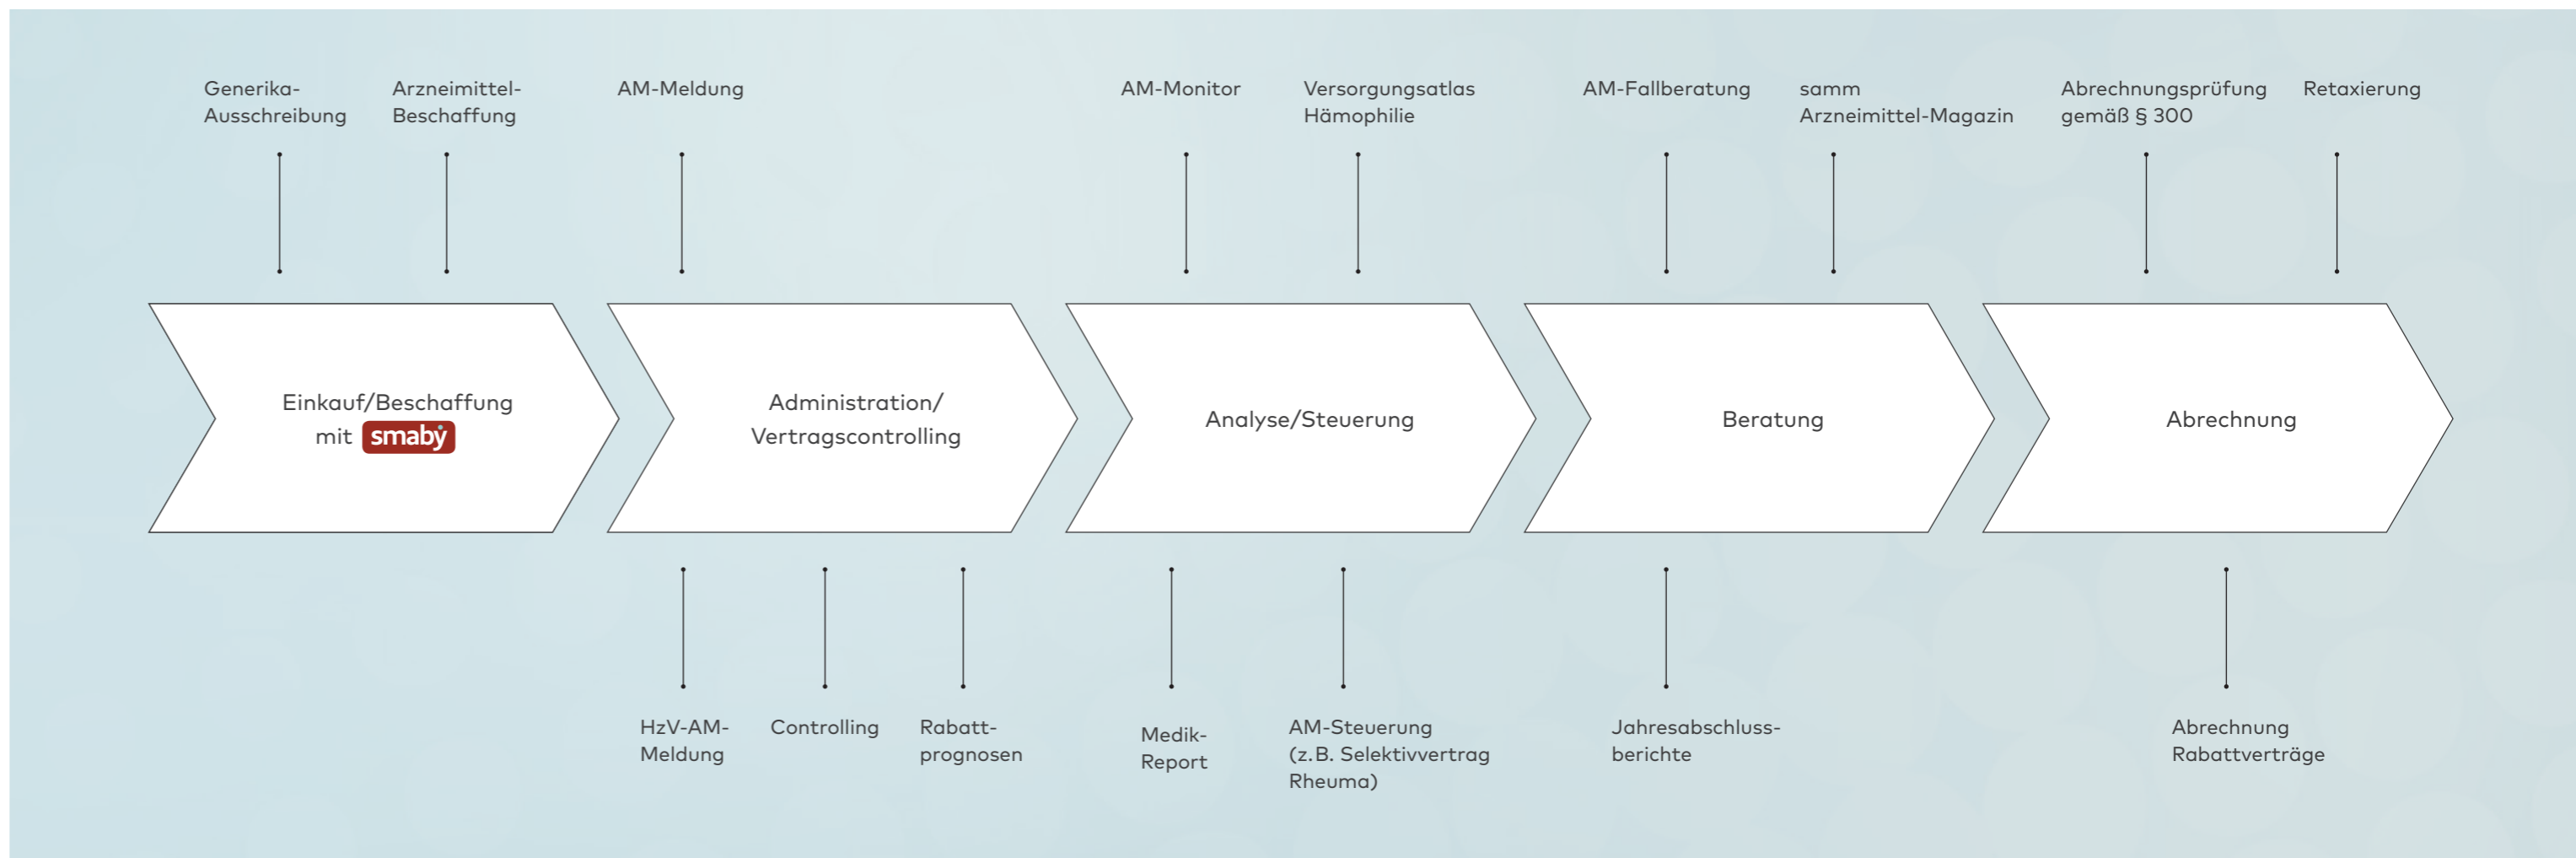 Generika-
Ausschreibung
Arzneimittel-
Beschaffung
AM-Meldung
AM-Monitor
Versorgungsatlas
Hämophilie
AM-Fallberatung
samm
Arzneimittel-Magazin
Abrechnungsprüfung
gemäß § 300
Retaxierung
Einkauf/Beschaffung
mit smaby
Administration/
Vertragscontrolling
Analyse/Steuerung
Beratung
Abrechnung
HzV-AM-
Meldung
Controlling
Rabatt-
prognosen
Medik-
Report
AM-Steuerung
(z.B. Selektivvertrag
Rheuma)
Jahresabschluss-
berichte
Abrechnung
Rabattverträge